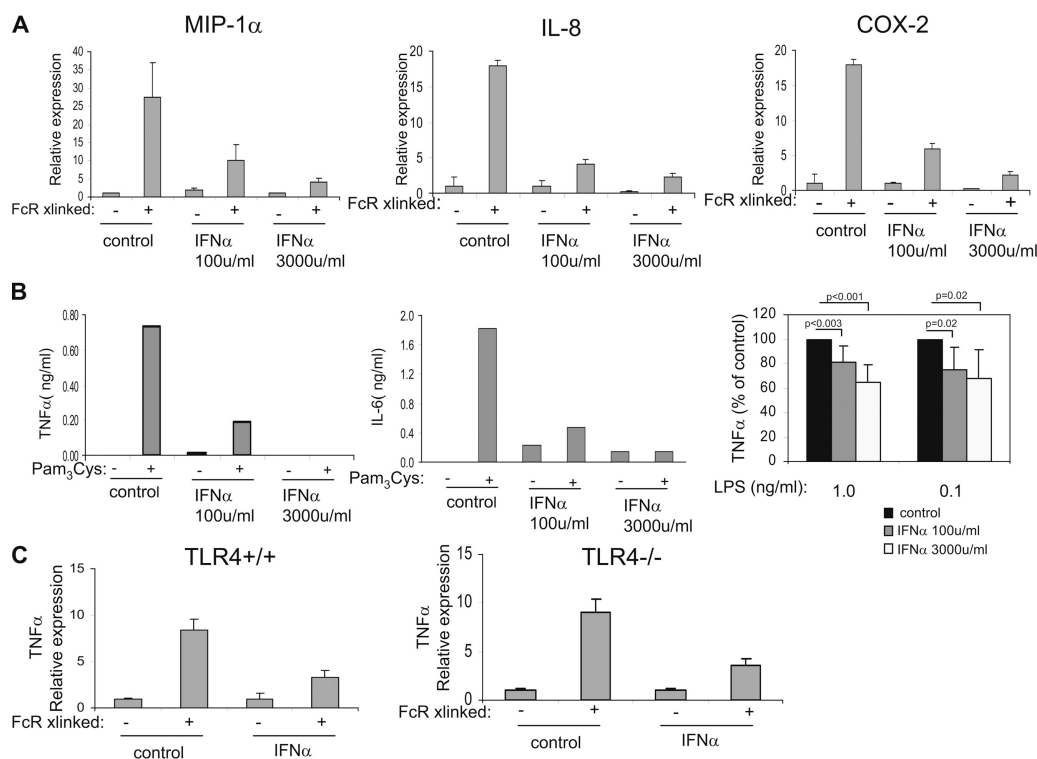 A
MIP-1α
IL-8
COX-2
Relative expression
40
35
30
25
20
15
10
5
0
FcR xlinked: - + - + - +
control
IFNα
100u/ml
IFNα
3000u/ml
Relative expression
20
15
10
5
0
FcR xlinked: - + - + - +
control
IFNα
100u/ml
IFNα
3000u/ml
Relative expression
20
15
10
5
0
FcR xlinked: - + - + - +
control
IFNα
100u/ml
IFNα
3000u/ml
B
TNFα( ng/ml)
0.80
0.60
0.40
0.20
0.00
Pam3Cys: - + - + - +
control
IFNα
100u/ml
IFNα
3000u/ml
IL-6( ng/ml)
2.0
1.6
1.2
0.8
0.4
0.0
Pam3Cys: - + - + - +
control
IFNα
100u/ml
IFNα
3000u/ml
TNFα (% of control)
120
100
80
60
40
20
0
p<0.001
p<0.003
p=0.02
p=0.02
LPS (ng/ml): 1.0 0.1
control
IFNα 100u/ml
IFNα 3000u/ml
C
TLR4+/+
TLR4-/-
TNFα
Relative expression
15
10
5
0
FcR xlinked: - + - +
control
IFNα
TNFα
Relative expression
15
10
5
0
FcR xlinked: - + - +
control
IFNα